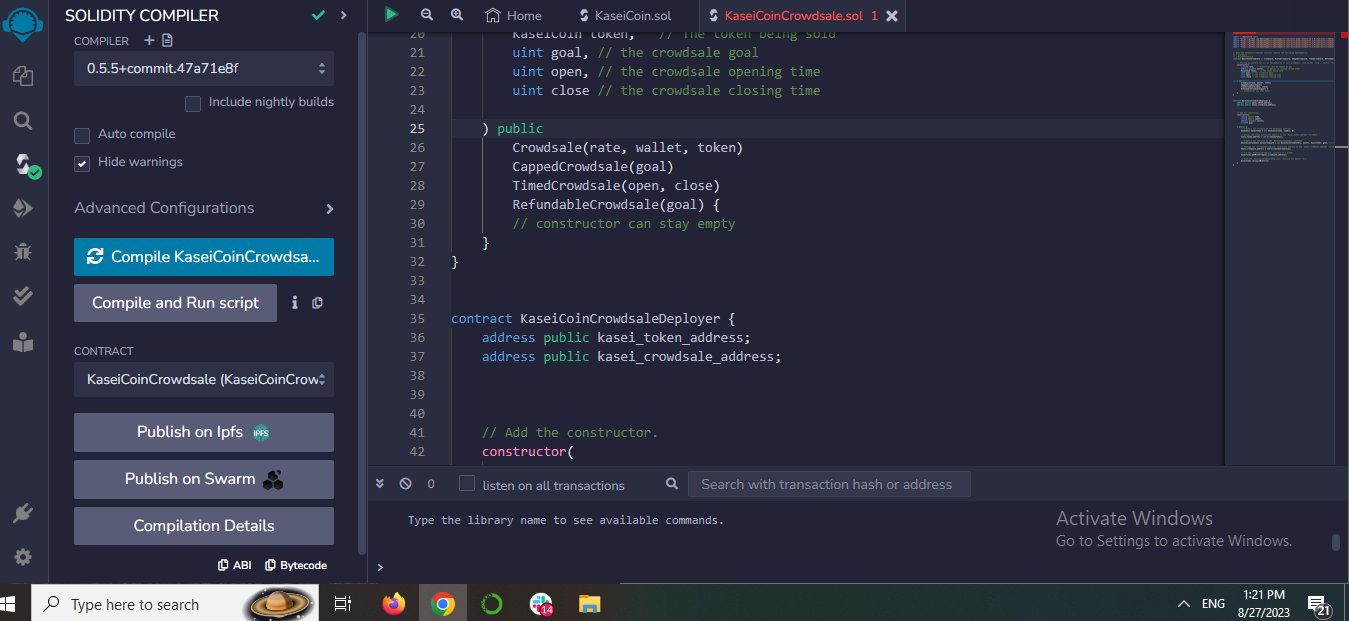 SOLIDITY COMPILER
COMPILER
0.5.5+commit.47a71e8f
Include nightly builds
Auto compile
Hide warnings
Advanced Configurations
Compile KaseiCoinCrowdsa...
Compile and Run script
CONTRACT
KaseiCoinCrowdsale (KaseiCoinCrow
Publish on Ipfs IPFS
Publish on Swarm
Compilation Details
ABI Bytecode
Home KaseiCoin.sol KaseiCoinCrowdsale.sol 1
20 KaseiCoin token, // The token being sold
21 uint goal, // the crowdsale goal
22 uint open, // the crowdsale opening time
23 uint close // the crowdsale closing time
24
25 ) public
26 Crowdsale(rate, wallet, token)
27 CappedCrowdsale(goal)
28 TimedCrowdsale(open, close)
29 RefundableCrowdsale(goal) {
30 // constructor can stay empty
31 }
32 }
33
34
35 contract KaseiCoinCrowdsaleDeployer {
36 address public kasei_token_address;
37 address public kasei_crowdsale_address;
38
39
40
41 // Add the constructor.
42 constructor(
0 listen on all transactions Search with transaction hash or address
Type the library name to see available commands.
>
Activate Windows
Go to Settings to activate Windows.
Type here to search
14
ENG
1:21 PM
8/27/2023
21